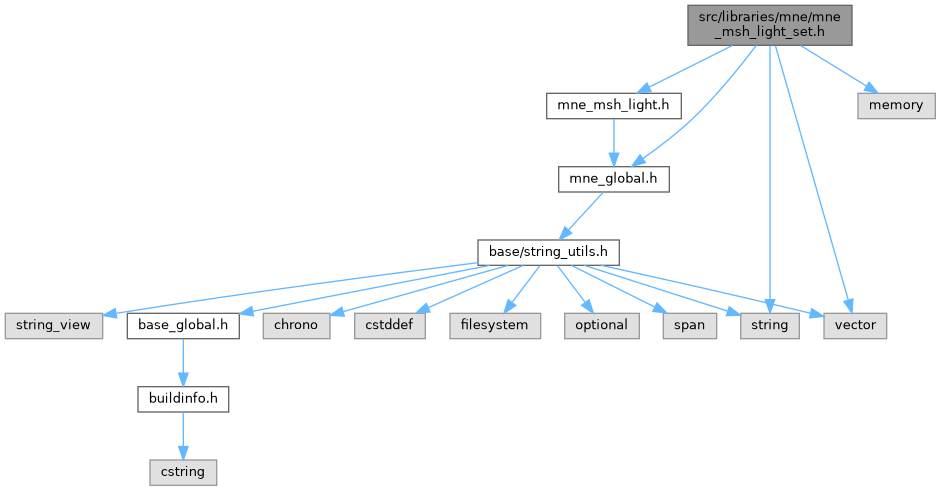 src/libraries/mne/mne
_msh_light_set.h
mne_msh_light.h
memory
mne_global.h
base/string_utils.h
string_view
base_global.h
chrono
cstddef
filesystem
optional
span
string
vector
buildinfo.h
cstring